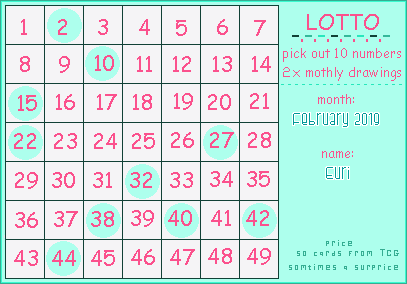 1 2 3 4 5 6 7
8 9 10 11 12 13 14
15 16 17 18 19 20 21
22 23 24 25 26 27 28
29 30 31 32 33 34 35
36 37 38 39 40 41 42
43 44 45 46 47 48 49
LOTTO
pick out 10 numbers
2x mothly drawings
month:
February 2019
name:
Euri
price
50 cards from TCG
somtimes a surprice